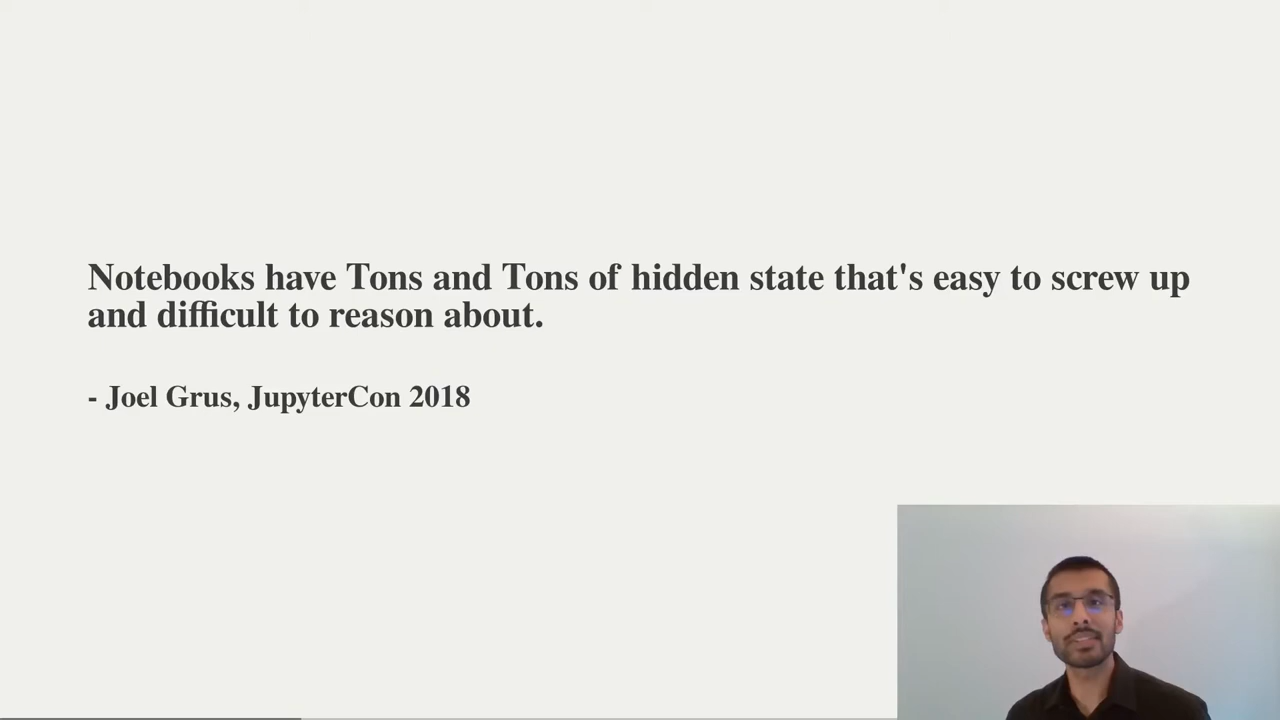 Notebooks have Tons and Tons of hidden state that's easy to screw up
and difficult to reason about.
- Joel Grus, JupyterCon 2018